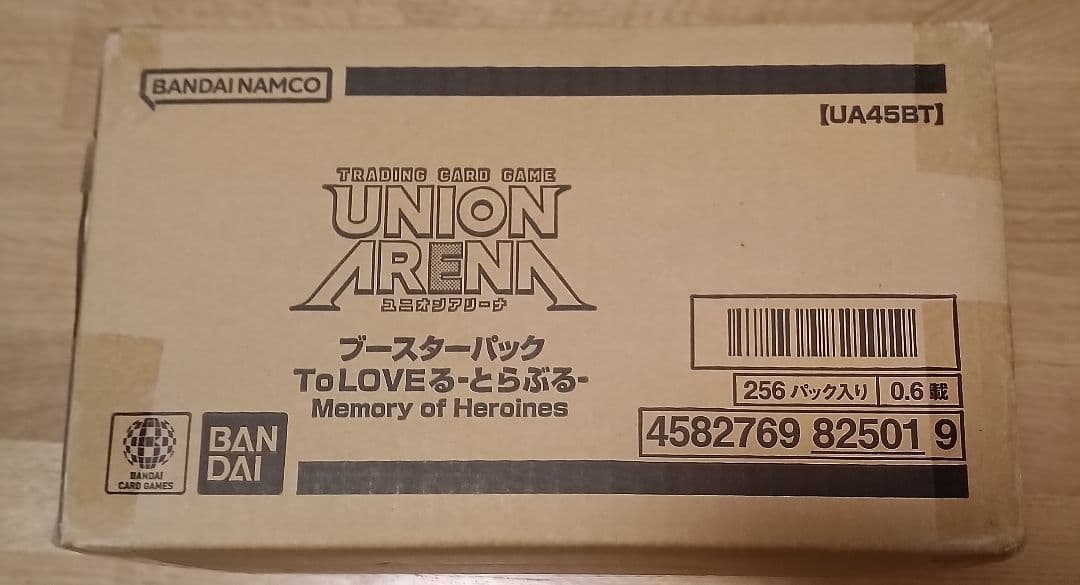 BANDAI NAMCO
【UA45BT】
TRADING CARD GAME
UNION
ARENA
ユニオンアリーナ
ブースターパック
To LOVEる-とらぶる-
Memory of Heroines
256 パック入り 0.6 載
4582769 82501 9
BANDAI
CARD GAMES
BAN
DAI